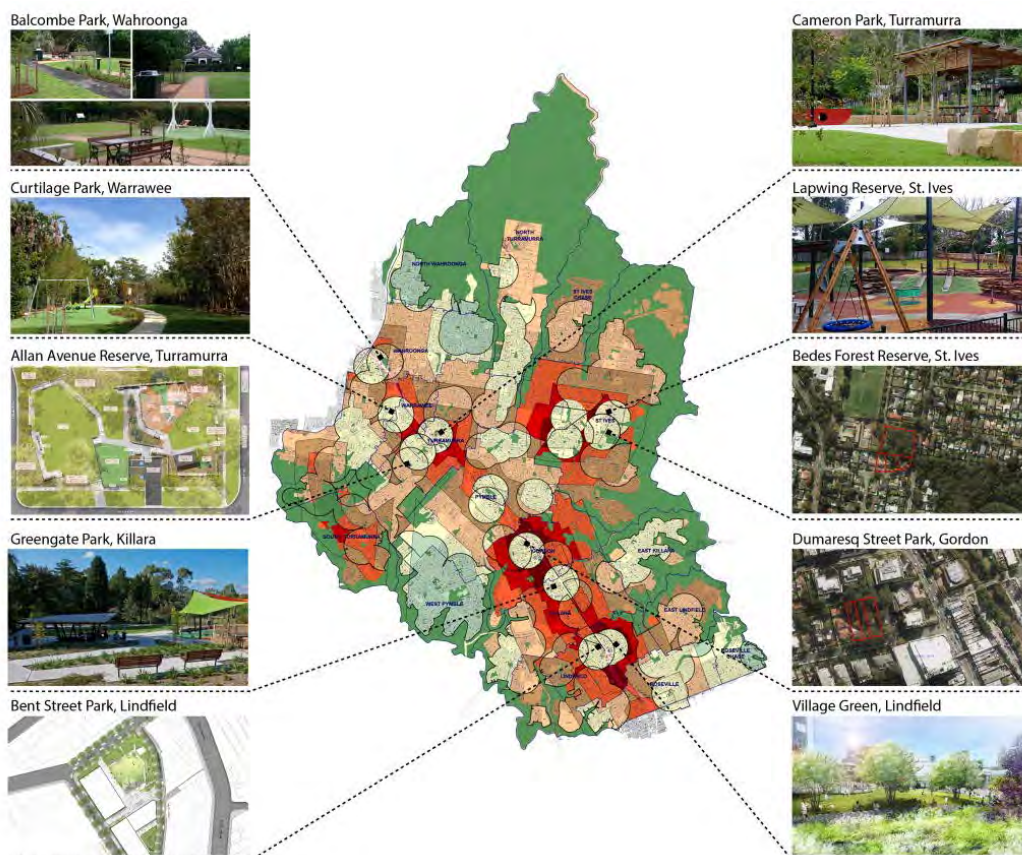 Balcombe Park, Wahroonga
Cameron Park, Turramurra
Curtilage Park, Warrawee
Lapwing Reserve, St. Ives
Allan Avenue Reserve, Turramurra
Bedes Forest Reserve, St. Ives
Greengate Park, Killara
Dumaresq Street Park, Gordon
Bent Street Park, Lindfield
Village Green, Lindfield
NORTH
TURRAMURRA
NORTH WAHROONGA
ST IVES
CHASE
WAHROONGA
WARRAWEE
TURRAMURRA
ST IVES
PYMBLE
SOUTH TURRAMURRA
GORDON
EAST KILLARA
WEST PYMBLE
KILLARA
EAST LINDFIELD
ROSEVILLE
CHASE
LINDFIELD
ROSEVILLE